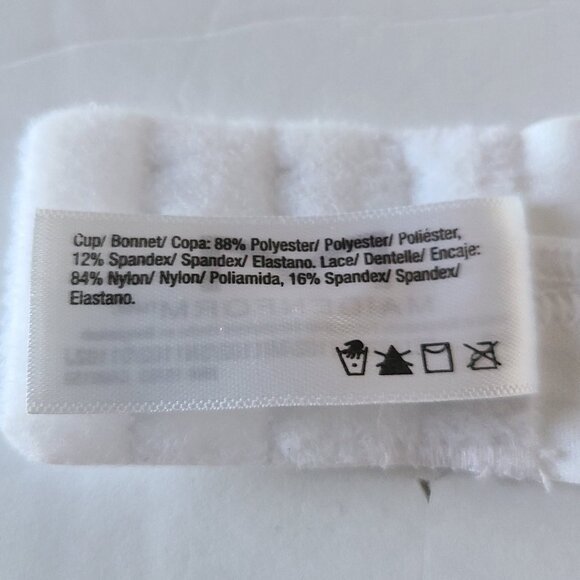 Cup/ Bonnet/ Copa: 88% Polyester/ Polyester/ Poliéster,
12% Spandex/ Spandex/ Elastano. Lace/ Dentelle/ Encaje:
84% Nylon/ Nylon/ Poliamida, 16% Spandex/ Spandex/
Elastano.